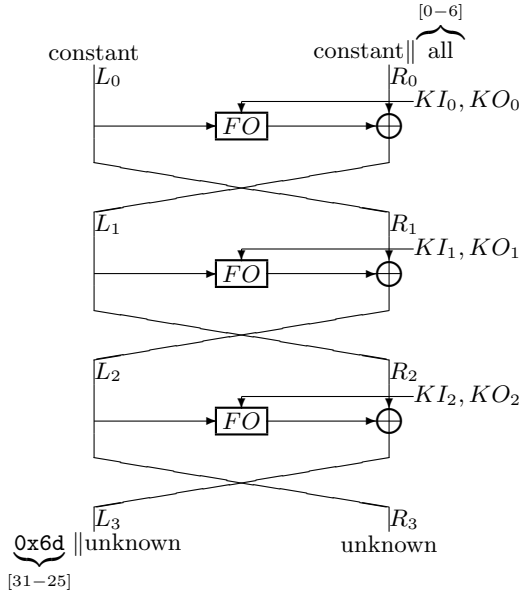 [0−6]
constant constant‖ all
L₀ R₀
KI₀, KO₀
FO
L₁ R₁
KI₁, KO₁
FO
L₂ R₂
KI₂, KO₂
FO
L₃ R₃
0x6d ‖unknown unknown
[31−25]